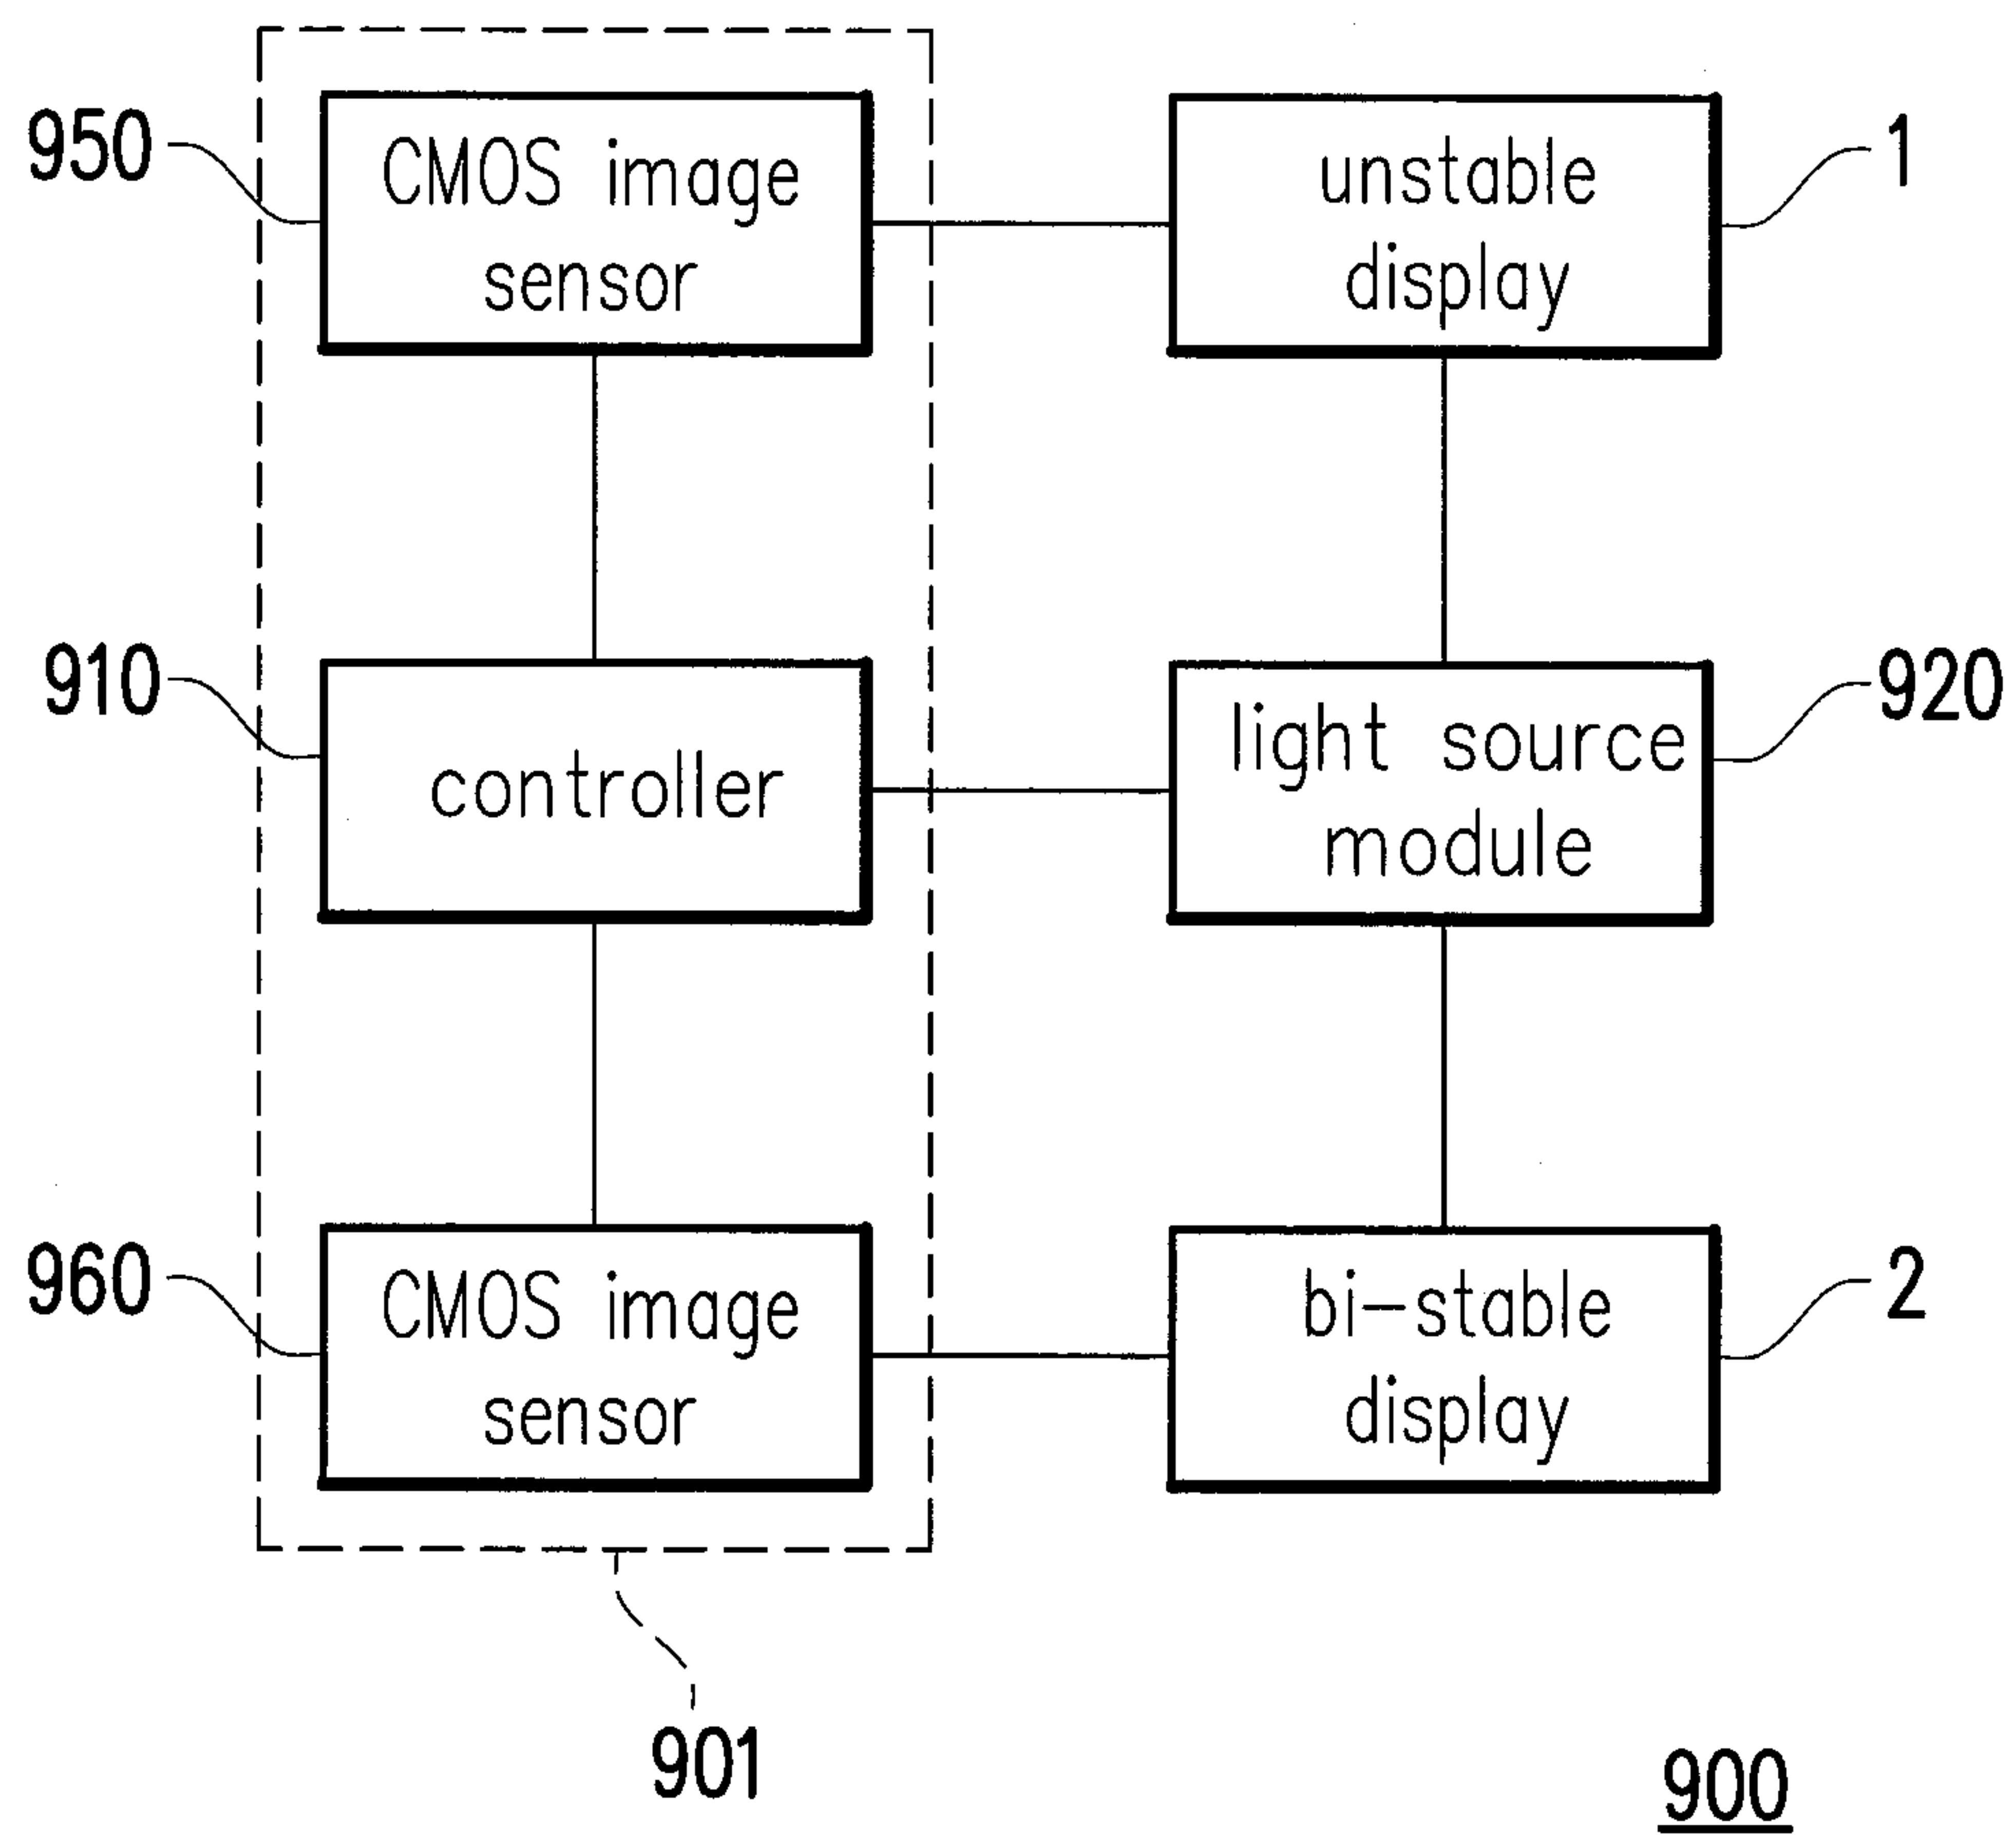 950
CMOS image
sensor
unstable
display
1
910
controller
light source
module
920
960
CMOS image
sensor
bi-stable
display
2
901
900